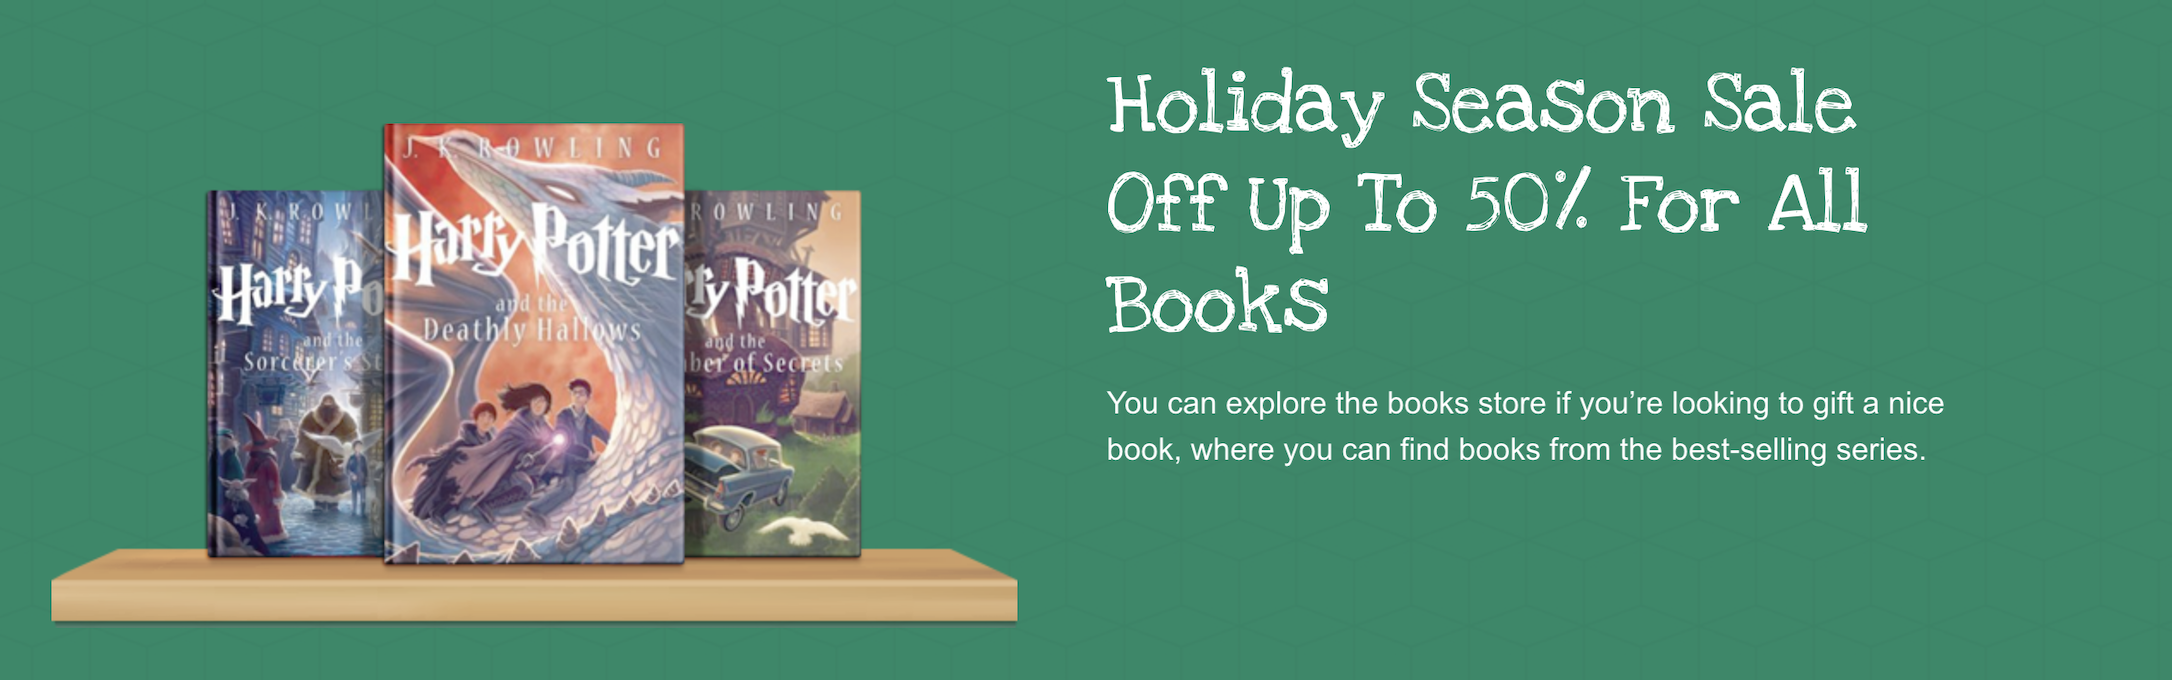 J. K. ROWLING
Harry Potter
and the
Deathly Hallows
J. K. ROWL
Harry Po
and the
Sorcerer's St
ROWLING
ry Potter
and the
ber of Secrets
Holiday Season Sale
Off Up To 50% For All
Books
You can explore the books store if you’re looking to gift a nice
book, where you can find books from the best-selling series.